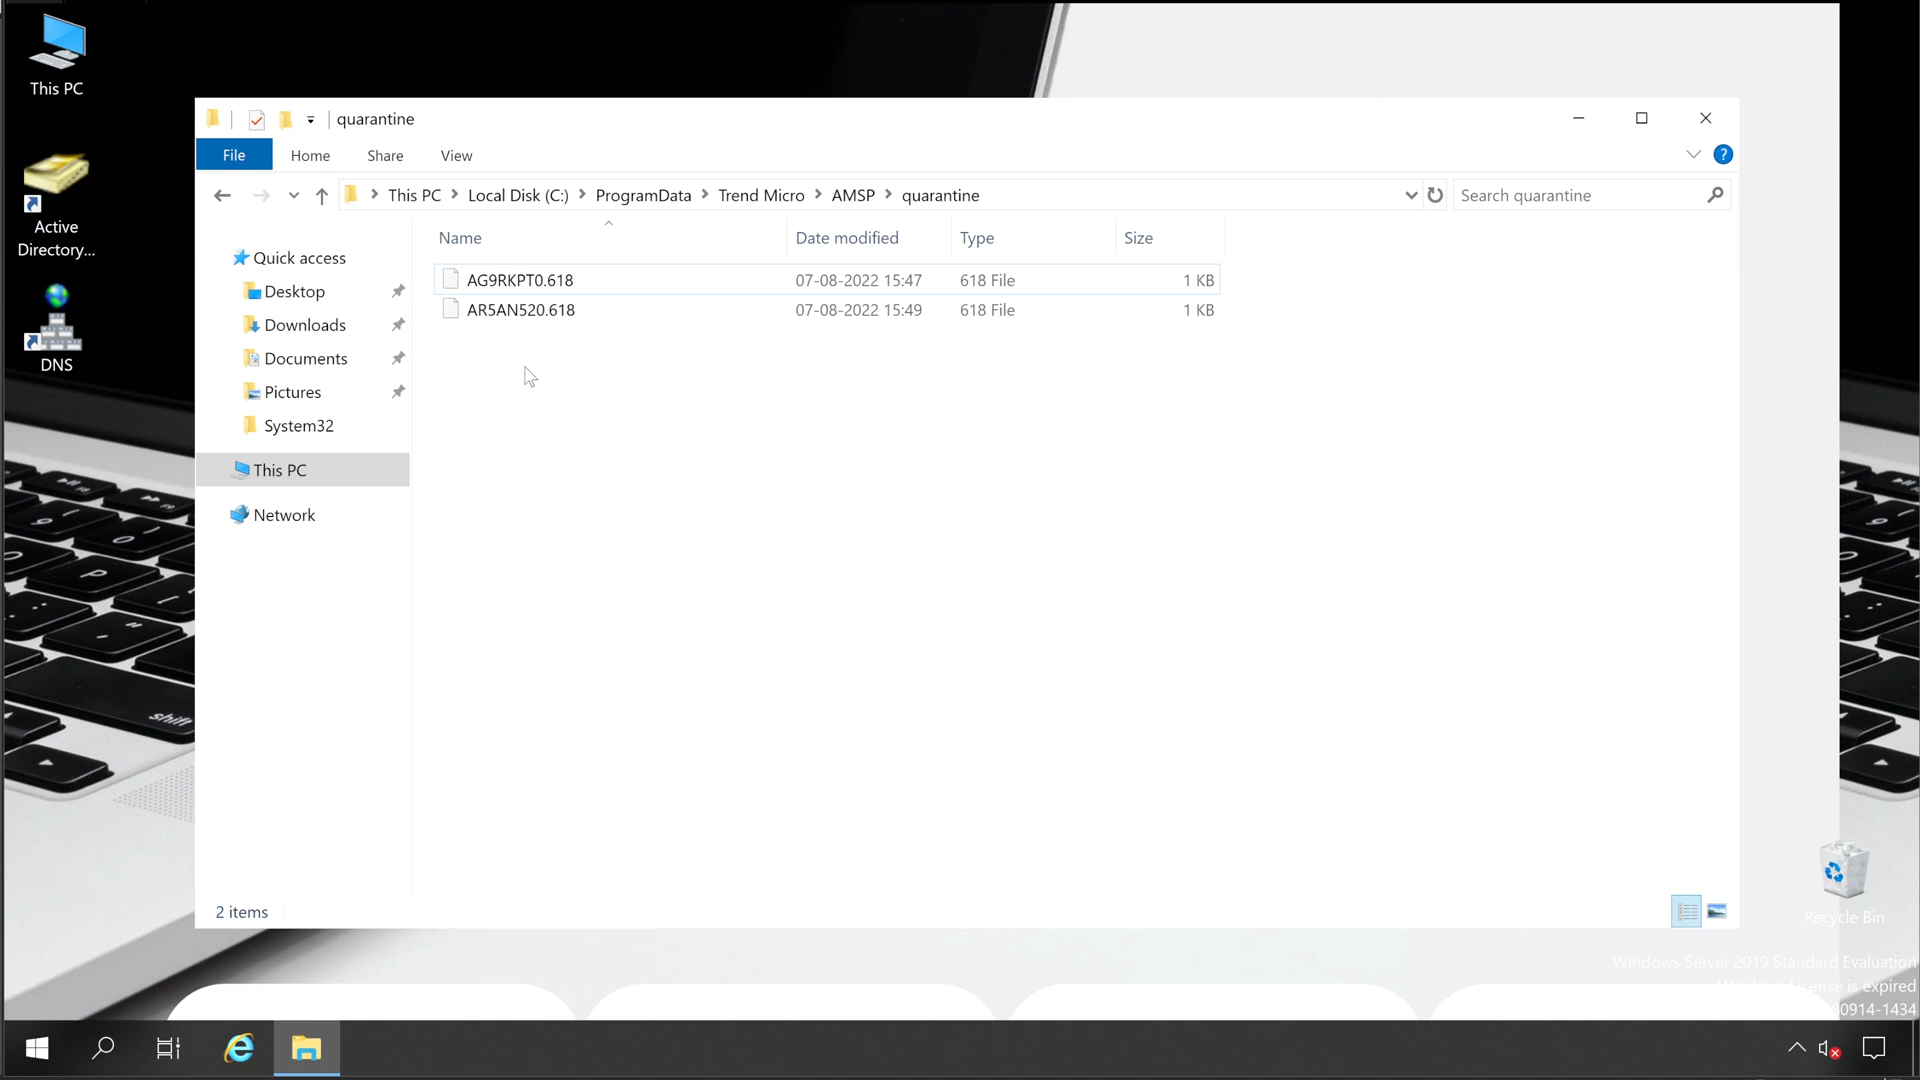 This PC
Active
Directory...
DNS
quarantine
File
Home
Share
View
This PC
Local Disk (C:)
ProgramData
Trend Micro
AMSP
quarantine
Search quarantine
Name
Date modified
Type
Size
AG9RKPT0.618
07-08-2022 15:47
618 File
1 KB
AR5AN520.618
07-08-2022 15:49
618 File
1 KB
Quick access
Desktop
Downloads
Documents
Pictures
System32
This PC
Network
2 items
shift
Recycle Bin
Windows Server 2019 Standard Evaluation
License is expired
0914-1434